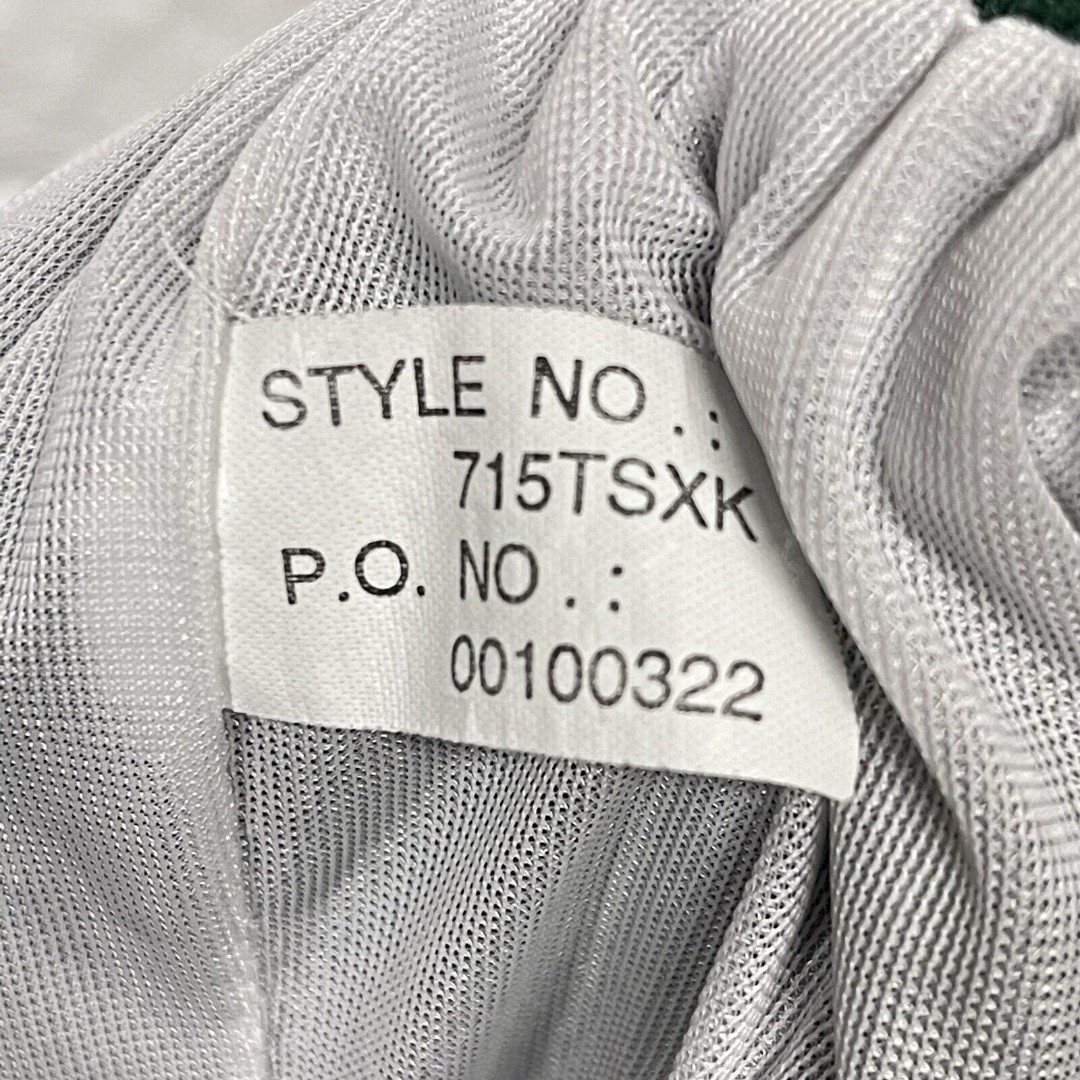 STYLE NO.:
715TSXK
P.O. NO.:
00100322